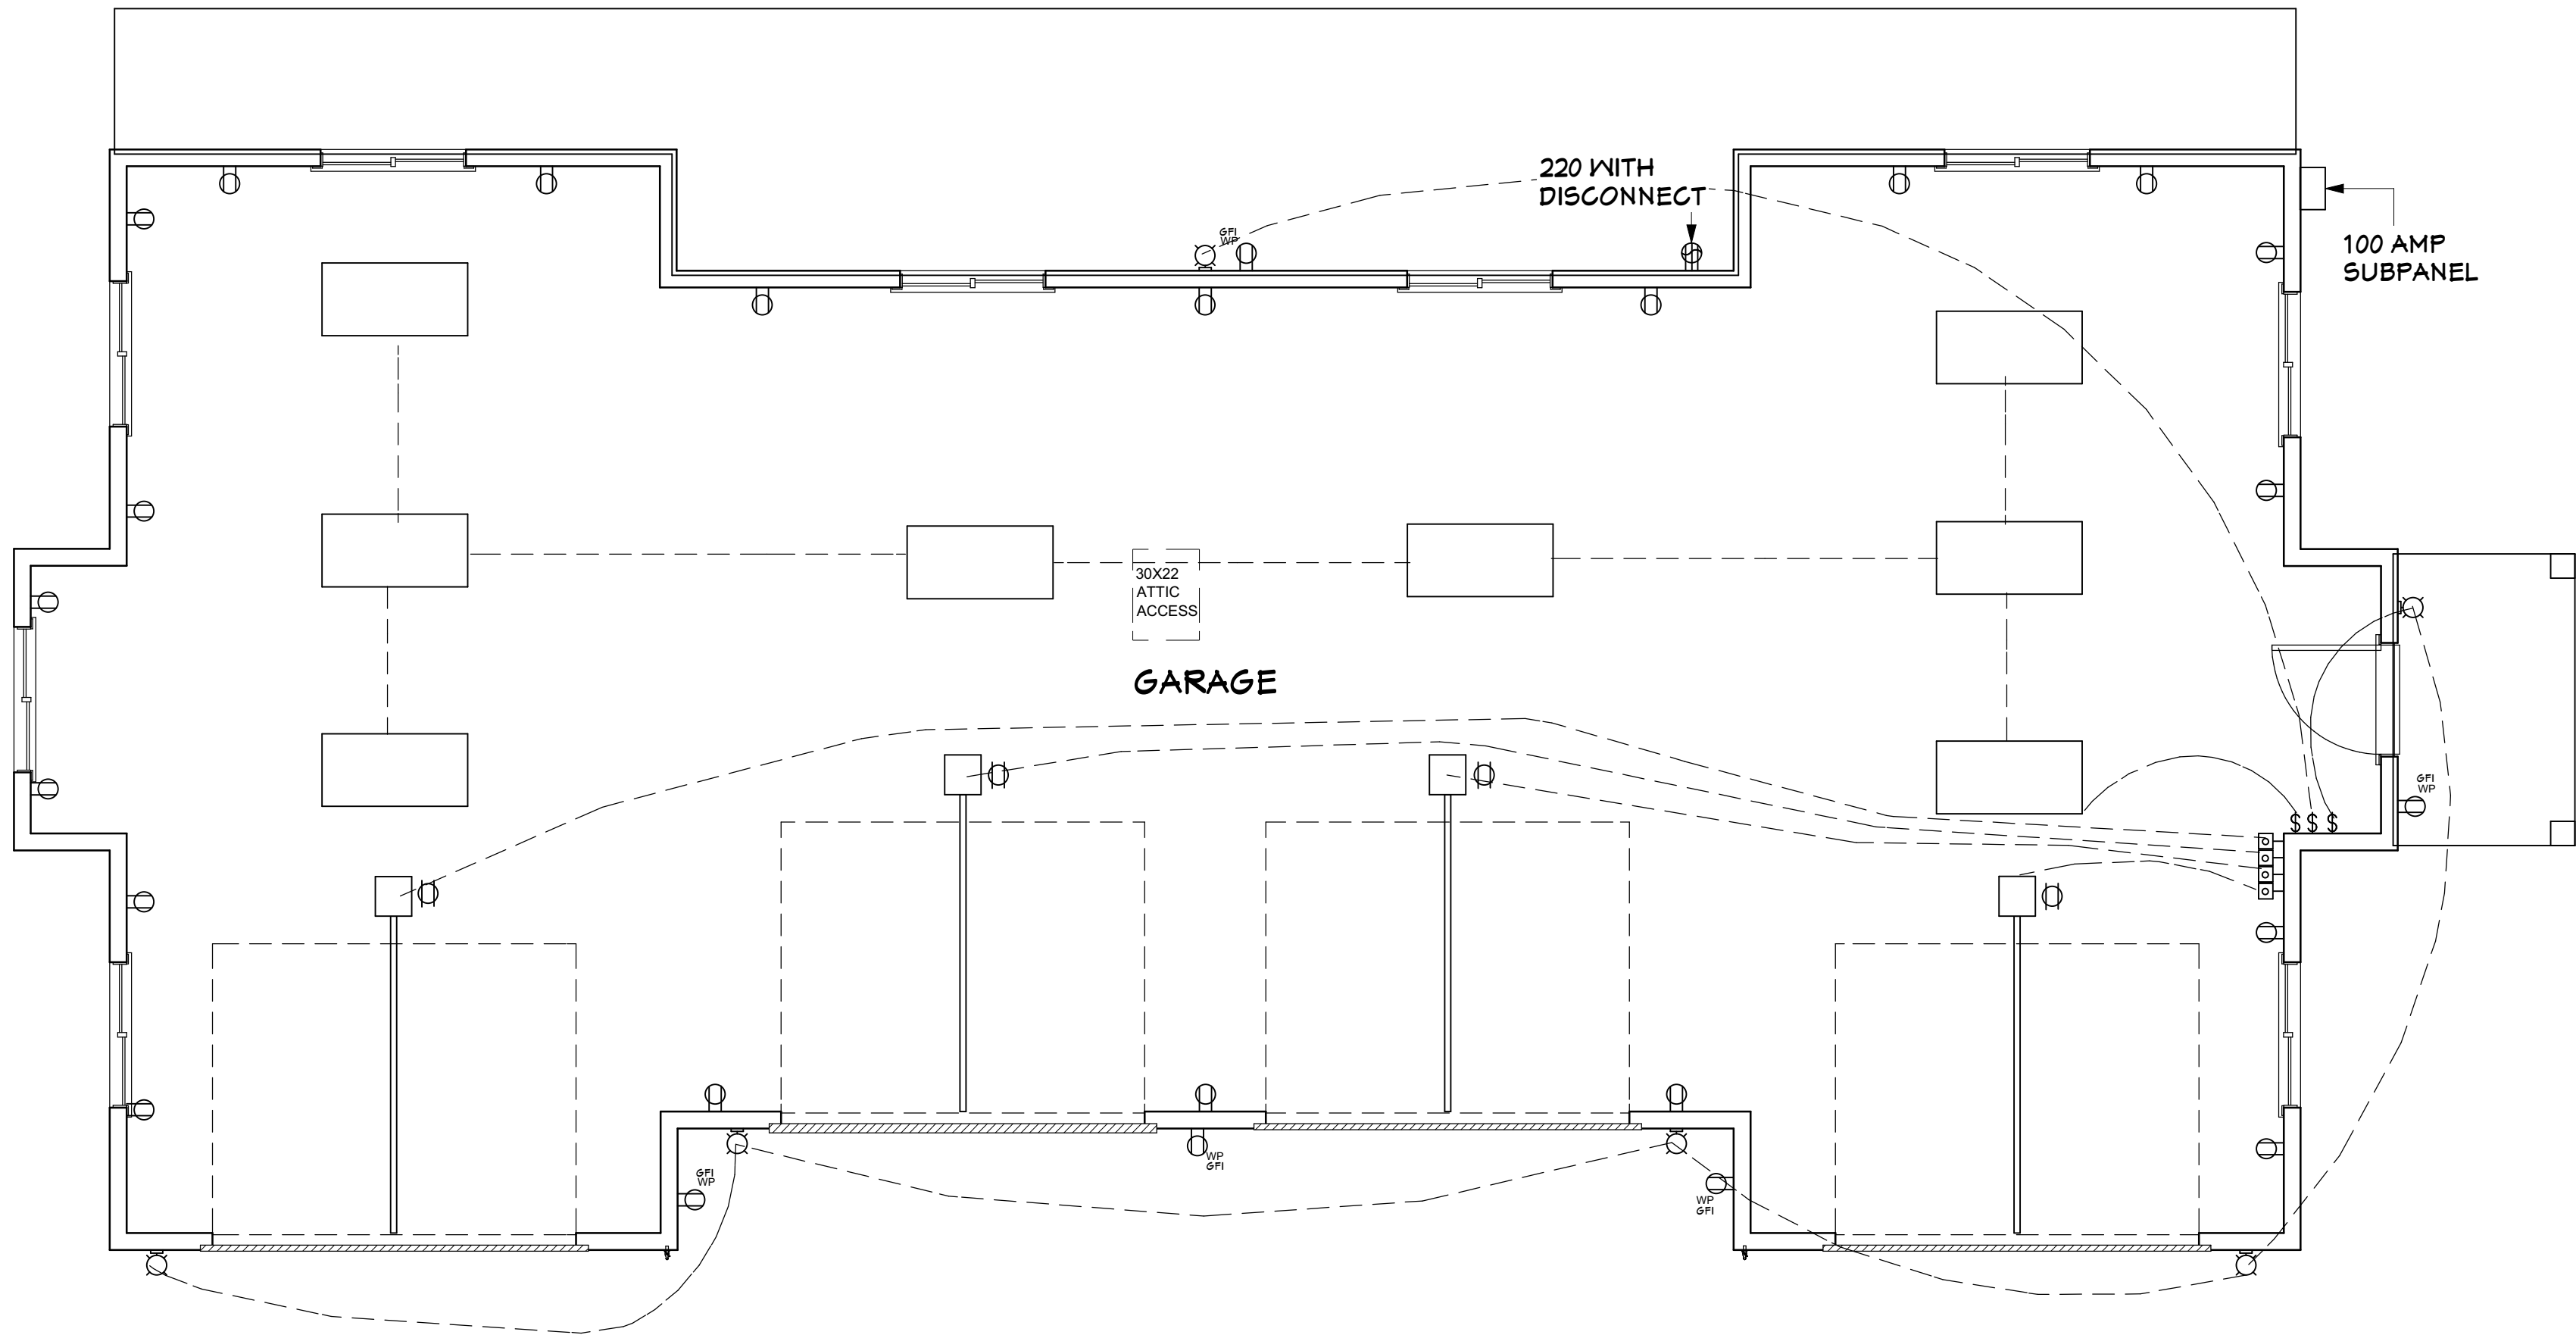 220 WITH
DISCONNECT
GFI
WP
100 AMP
SUBPANEL
30X22
ATTIC
ACCESS
GARAGE
GFI
WP
$ $ $
WP
GFI
GFI
WP
WP
GFI